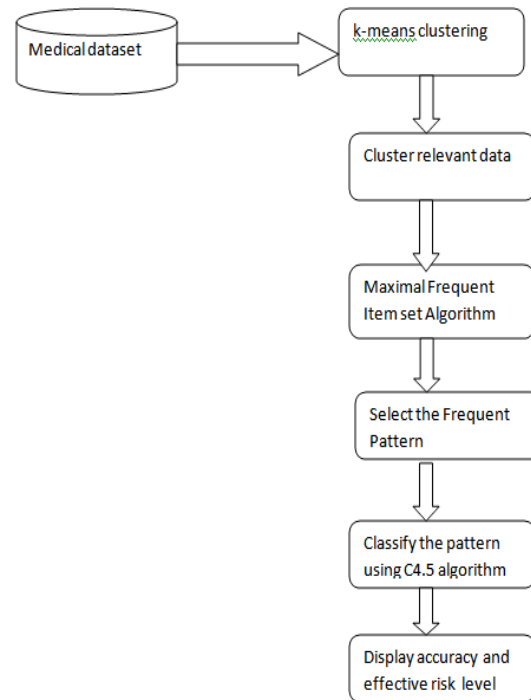 Medical dataset
k-means clustering
Cluster relevant data
Maximal Frequent
Item set Algorithm
Select the Frequent
Pattern
Classify the pattern
using C4.5 algorithm
Display accuracy and
effective risk level